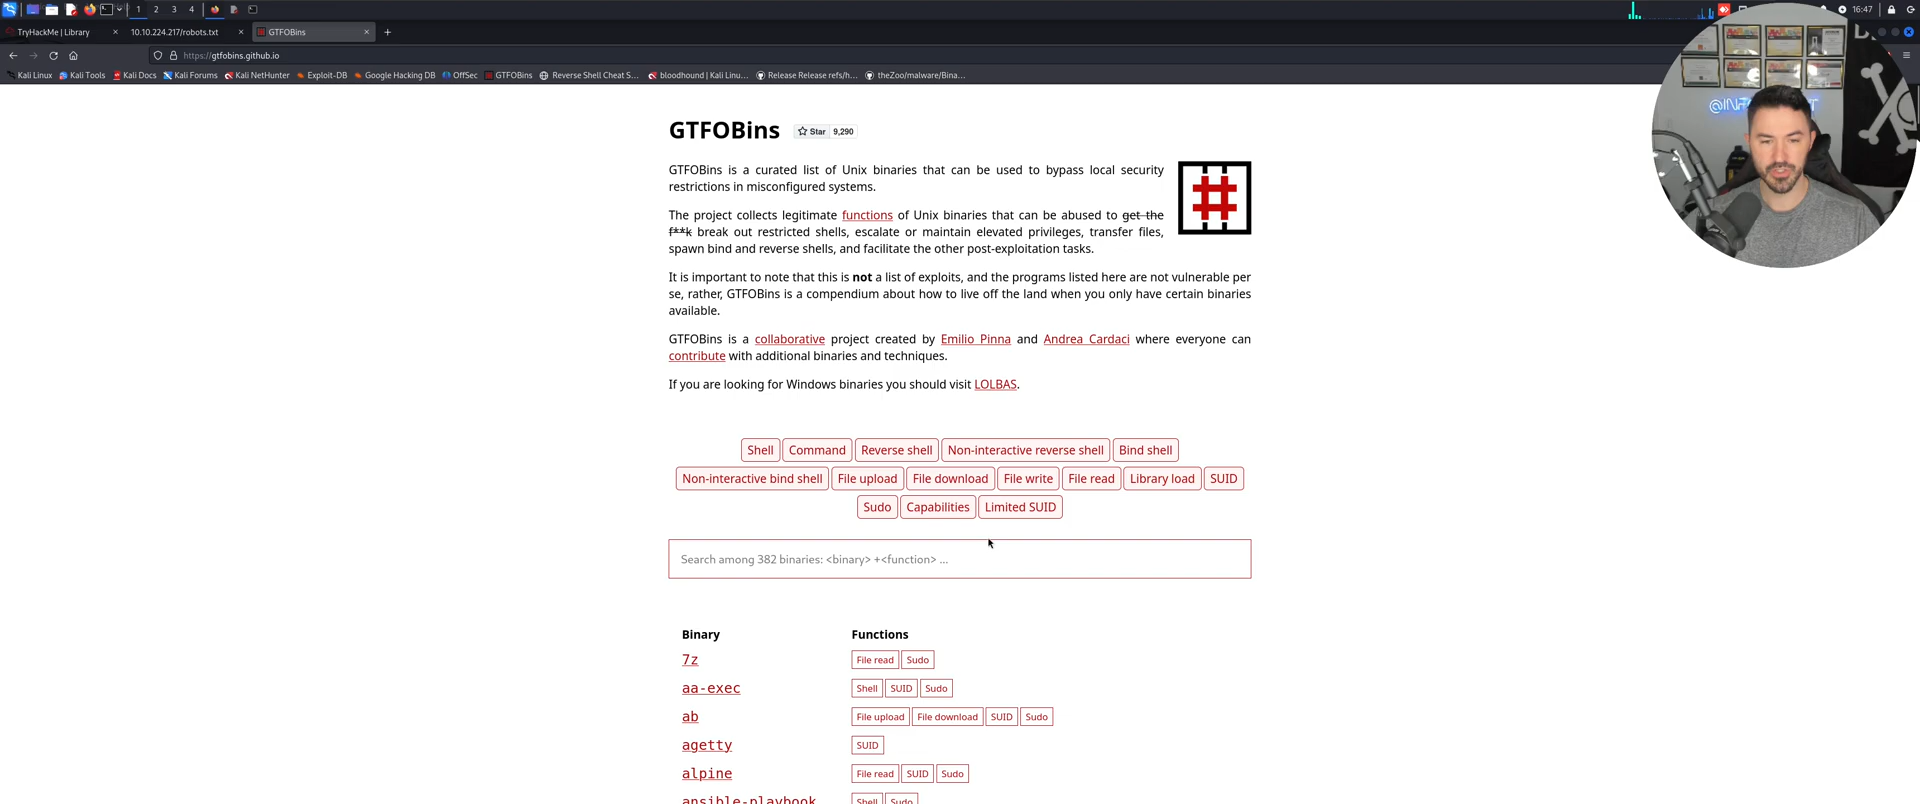 1 2 3 4 16:47
TryHackMe | Library 10.10.224.217/robots.txt GTFOBins
https://gtfobins.github.io
Kali Linux Kali Tools Kali Docs Kali Forums Kali NetHunter Exploit-DB Google Hacking DB OffSec GTFOBins Reverse Shell Cheat S… bloodhound | Kali Linu… Release Release refs/h… theZoo/malware/Bina…
GTFOBins Star 9,290
GTFOBins is a curated list of Unix binaries that can be used to bypass local security
restrictions in misconfigured systems.
The project collects legitimate functions of Unix binaries that can be abused to get the
f**k break out restricted shells, escalate or maintain elevated privileges, transfer files,
spawn bind and reverse shells, and facilitate the other post-exploitation tasks.
It is important to note that this is not a list of exploits, and the programs listed here are not vulnerable per
se, rather, GTFOBins is a compendium about how to live off the land when you only have certain binaries
available.
GTFOBins is a collaborative project created by Emilio Pinna and Andrea Cardaci where everyone can
contribute with additional binaries and techniques.
If you are looking for Windows binaries you should visit LOLBAS.
Shell Command Reverse shell Non-interactive reverse shell Bind shell
Non-interactive bind shell File upload File download File write File read Library load SUID
Sudo Capabilities Limited SUID
Search among 382 binaries: <binary> +<function> ...
Binary Functions
7z File read Sudo
aa-exec Shell SUID Sudo
ab File upload File download SUID Sudo
agetty SUID
alpine File read SUID Sudo
ansible-playbook Shell Sudo